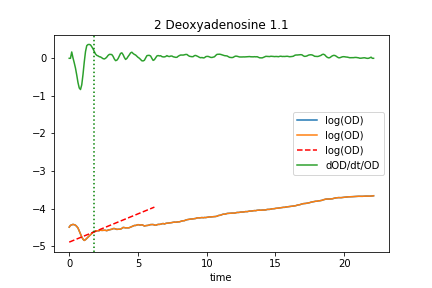 2 Deoxyadenosine 1.1
0
−1
−2
−3
−4
−5
log(OD)
log(OD)
log(OD)
dOD/dt/OD
0 5 10 15 20
time